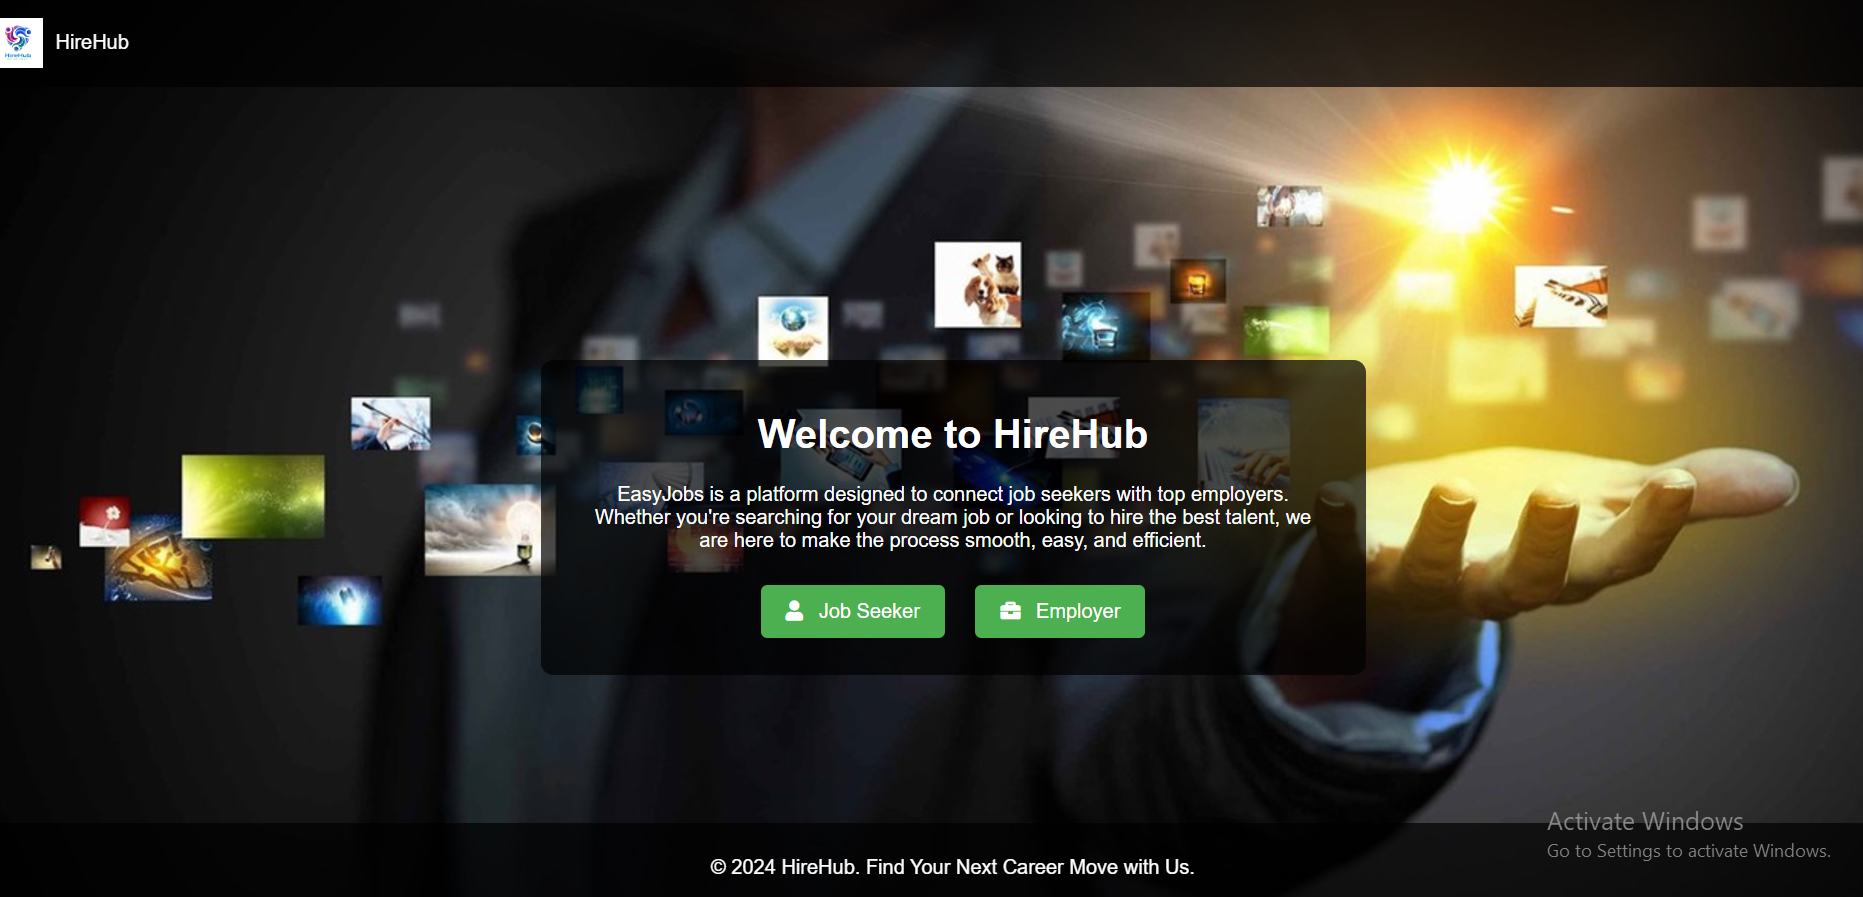 HireHub
HireHub
Welcome to HireHub
EasyJobs is a platform designed to connect job seekers with top employers.
Whether you're searching for your dream job or looking to hire the best talent, we
are here to make the process smooth, easy, and efficient.
Job Seeker
Employer
Activate Windows
Go to Settings to activate Windows.
© 2024 HireHub. Find Your Next Career Move with Us.